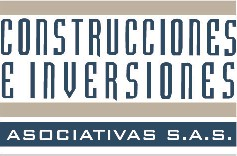 CONSTRUCCIONES
E INVERSIONES
ASOCIATIVAS S.A.S.